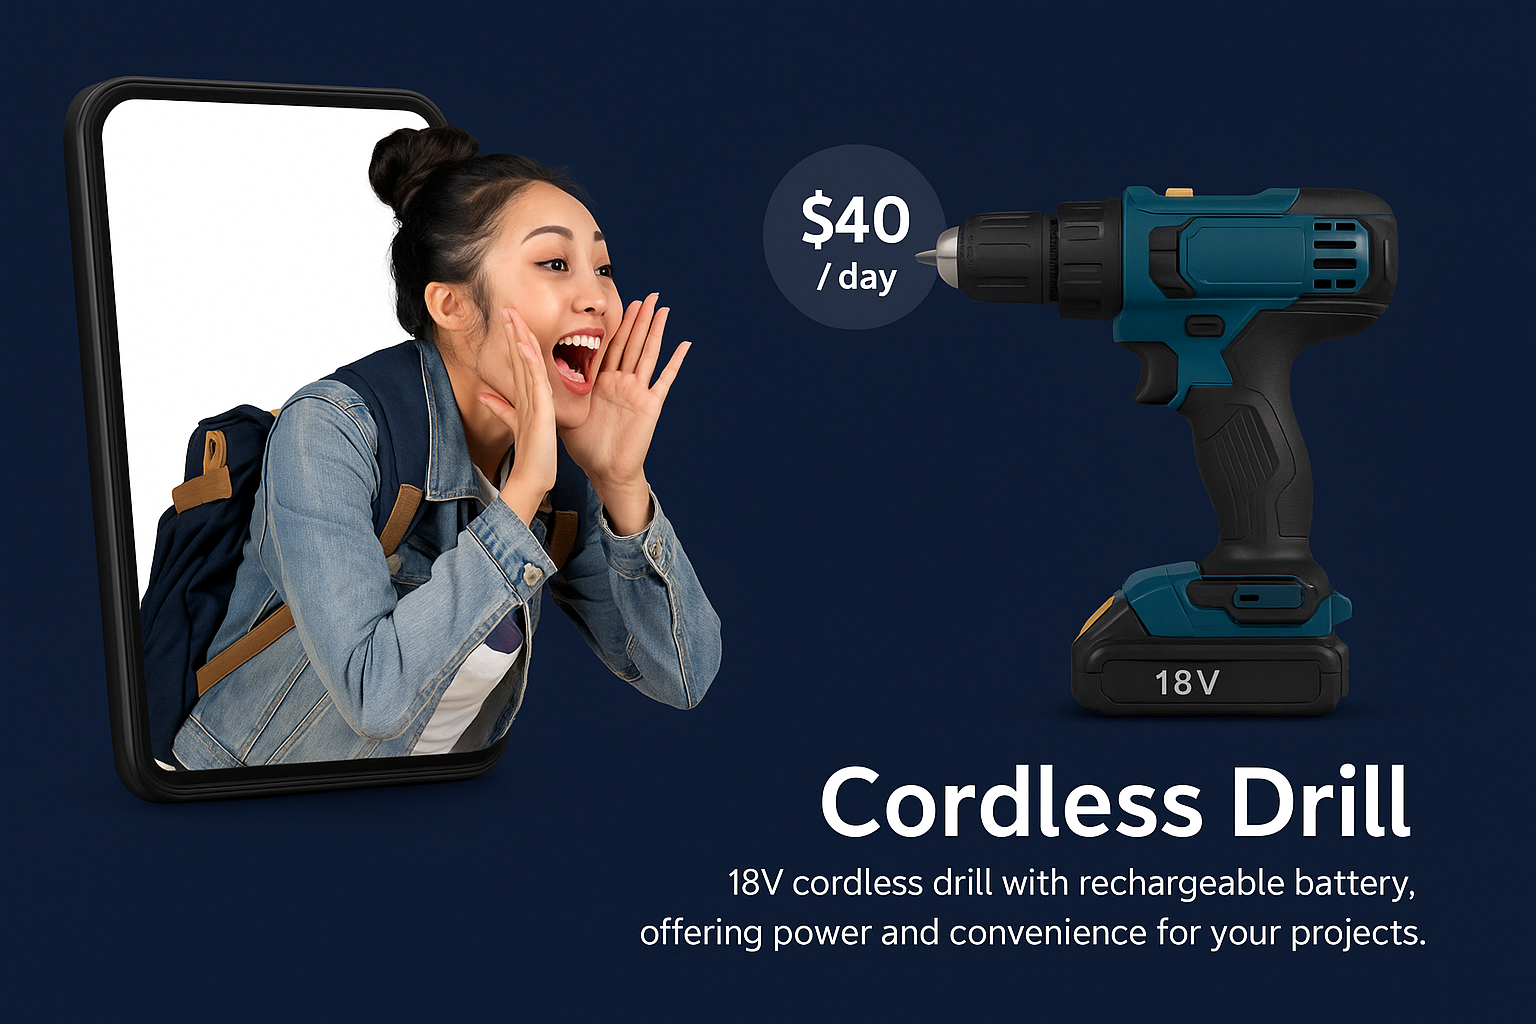 $40
/ day
18V
Cordless Drill
18V cordless drill with rechargeable battery,
offering power and convenience for your projects.